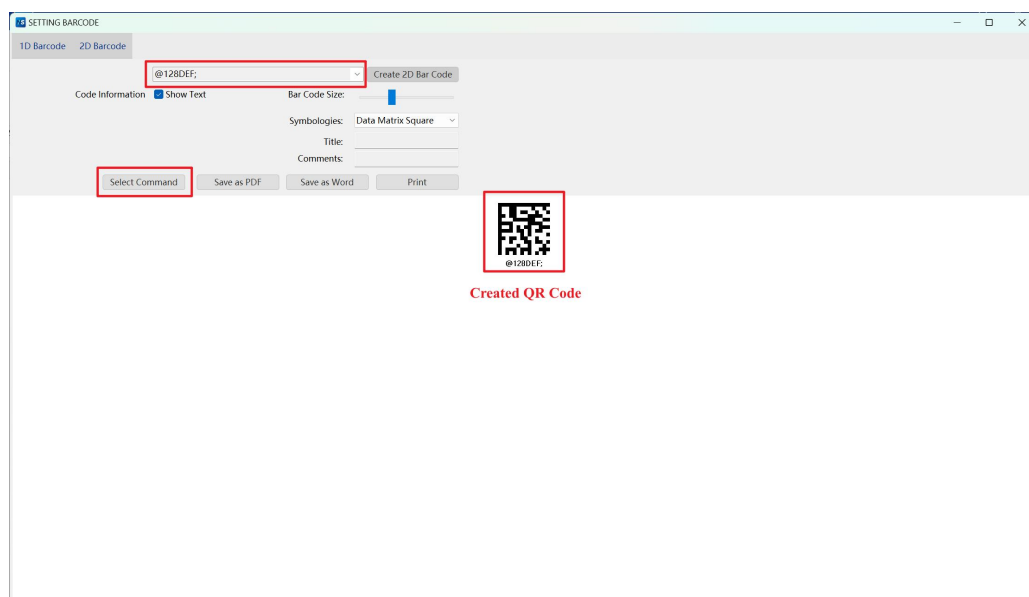 SETTING BARCODE
1D Barcode 2D Barcode
@128DEF; Create 2D Bar Code
Code Information Show Text Bar Code Size:
Symbologies: Data Matrix Square
Title:
Comments:
Select Command Save as PDF Save as Word Print
@128DEF;
Created QR Code